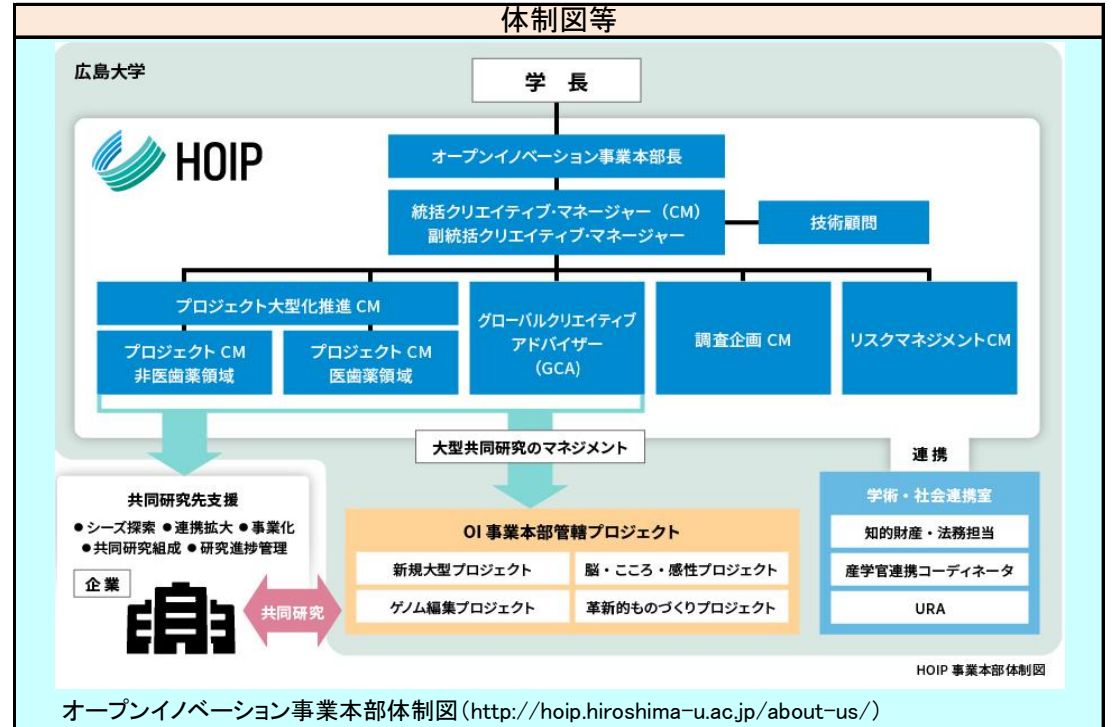 体制図等
広島大学
学 長
HOIP
オープンイノベーション事業本部長
統括クリエイティブ・マネージャー（CM）
副統括クリエイティブ・マネージャー
技術顧問
プロジェクト大型化推進 CM
プロジェクト CM
非医歯薬領域
プロジェクト CM
医歯薬領域
グローバルクリエイティブ
アドバイザー
(GCA)
調査企画 CM
リスクマネジメントCM
大型共同研究のマネジメント
連 携
共同研究先支援
●シーズ探索 ●連携拡大 ●事業化
●共同研究組成 ●研究進捗管理
企業
共同研究
OI 事業本部管轄プロジェクト
新規大型プロジェクト
脳・こころ・感性プロジェクト
ゲノム編集プロジェクト
革新的ものづくりプロジェクト
学術・社会連携室
知的財産・法務担当
産学官連携コーディネータ
URA
HOIP 事業本部体制図
オープンイノベーション事業本部体制図(http://hoip.hiroshima-u.ac.jp/about-us/)